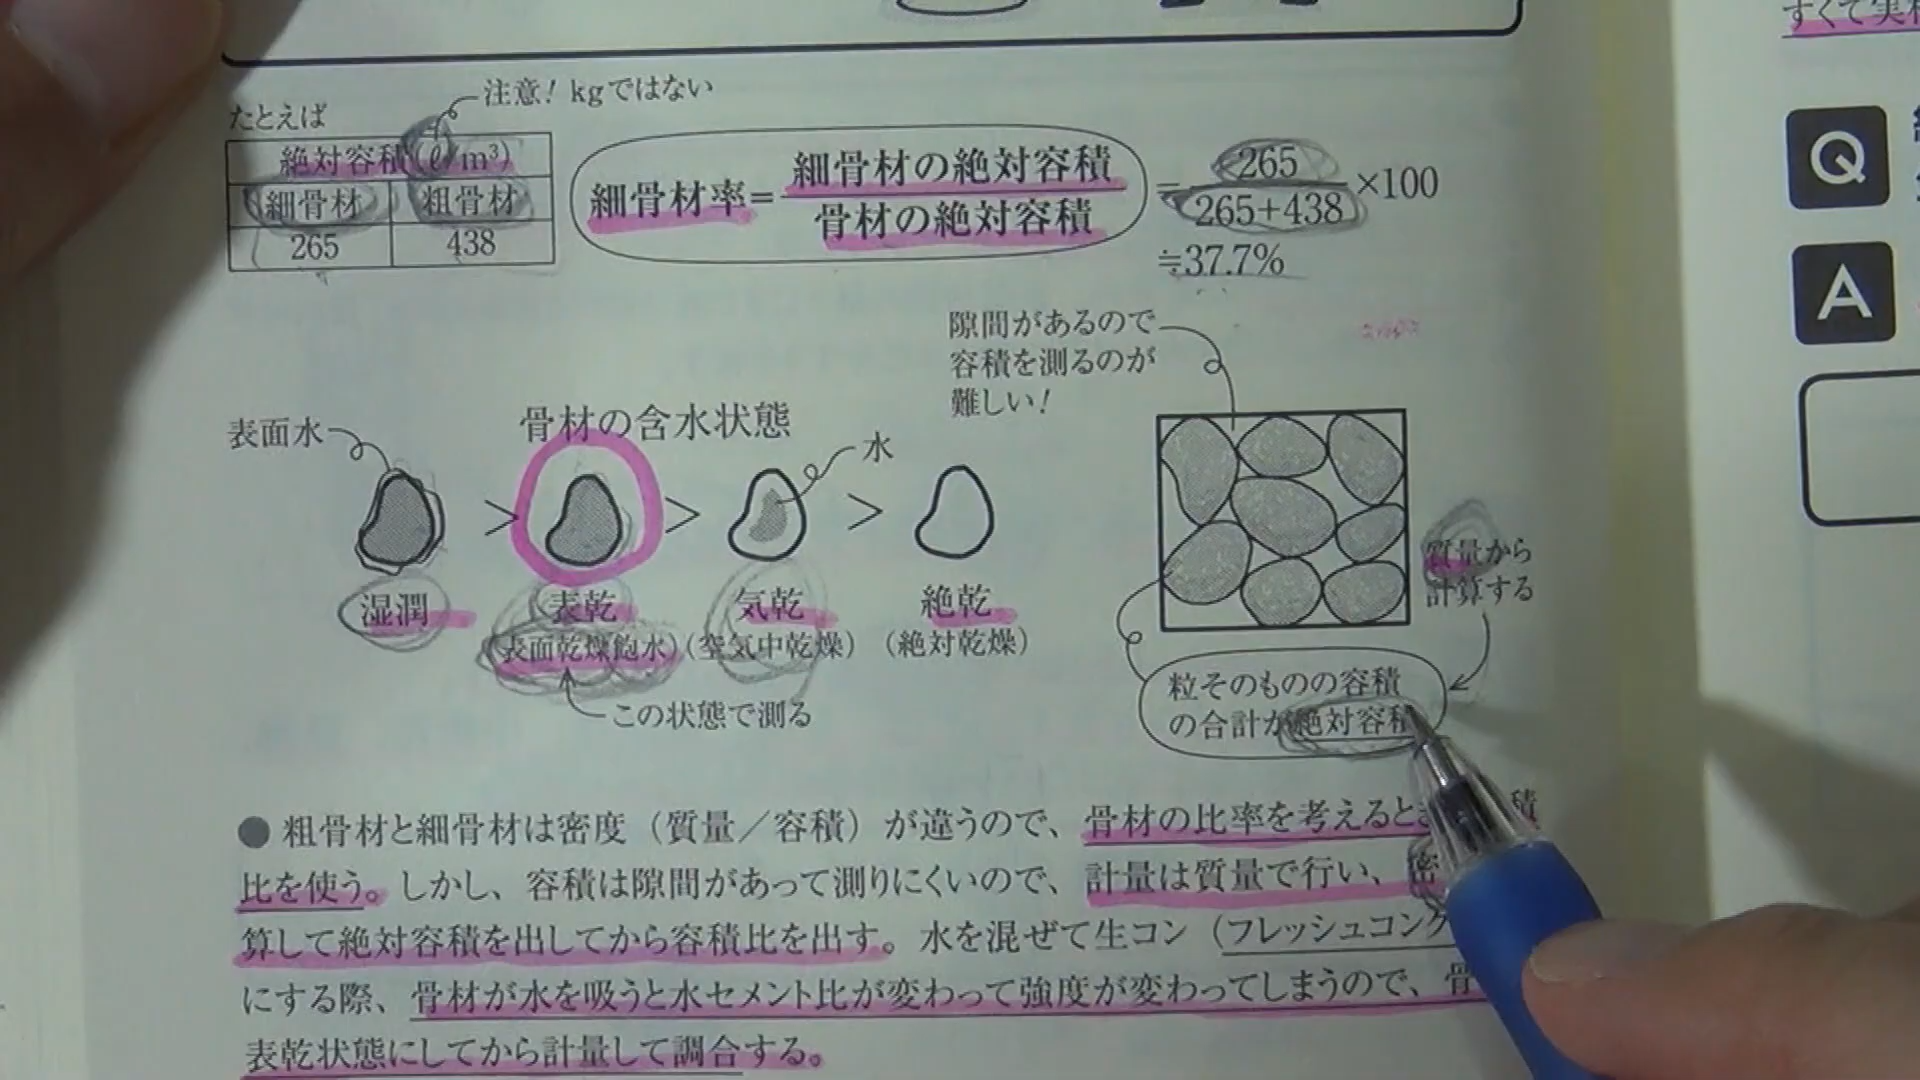 すくて実
注意！kgではない
たとえば
絶対容積(ℓ/m³)
細骨材 粗骨材
265 438
細骨材率=細骨材の絶対容積/骨材の絶対容積
=265/265+438×100
≒37.7%
隙間があるので
容積を測るのが
難しい！
骨材の含水状態
表面水
水
> > >
湿潤 表乾 気乾 絶乾
(表面乾燥飽水) (空気中乾燥) (絶対乾燥)
この状態で測る
質量から
計算する
粒そのものの容積
の合計が絶対容積
●粗骨材と細骨材は密度（質量／容積）が違うので、骨材の比率を考えるとき 積
比を使う。しかし、容積は隙間があって測りにくいので、計量は質量で行い、密
算して絶対容積を出してから容積比を出す。水を混ぜて生コン（フレッシュコンク
にする際、骨材が水を吸うと水セメント比が変わって強度が変わってしまうので、骨
表乾状態にしてから計量して調合する。
Q
A